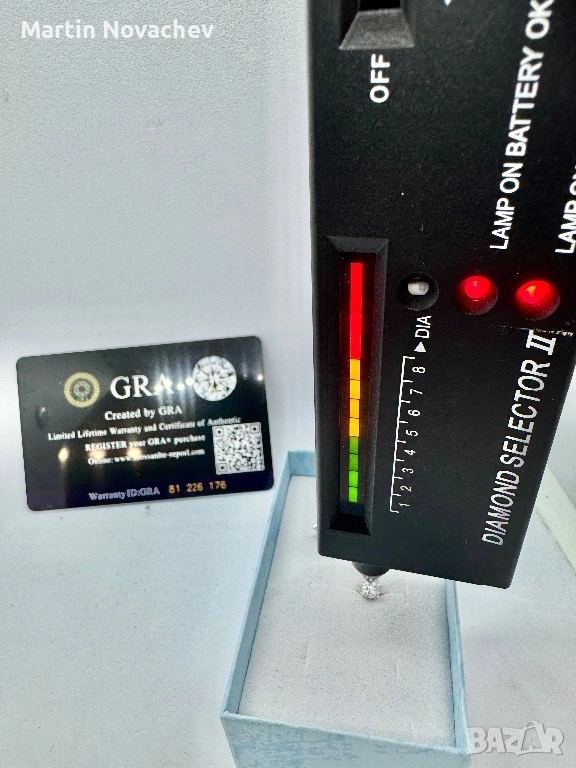 Martin Novachev
OFF
LAMP ON BATTERY OK
LAMP ON
DIA
1 2 3 4 5 6 7 8
DIAMOND SELECTOR II
GRA
Created by GRA
Limited Lifetime Warranty and Certificate of Authentic
REGISTER your GRA® purchase
Online:
Warranty ID:GRA 81 226 176
BAZAR